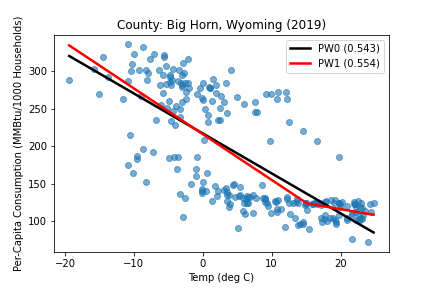 County: Big Horn, Wyoming (2019)
PW0 (0.543)
PW1 (0.554)
Per-Capita Consumption (MMBtu/1000 Households)
300
250
200
150
100
−20
−10
0
10
20
Temp (deg C)